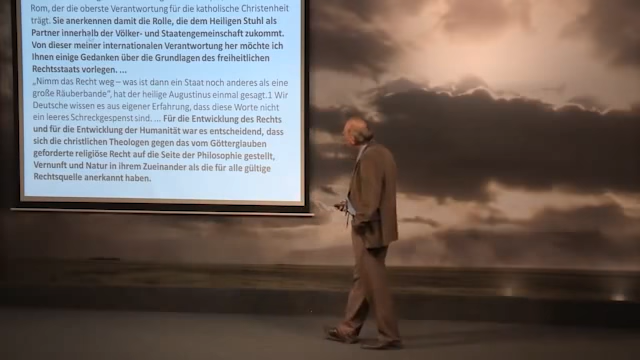 Rom, der die oberste Verantwortung für die katholische Christenheit
trägt. Sie anerkennen damit die Rolle, die dem Heiligen Stuhl als
Partner innerhalb der Völker- und Staatengemeinschaft zukommt.
Von dieser meiner internationalen Verantwortung her möchte ich
Ihnen einige Gedanken über die Grundlagen des freiheitlichen
Rechtsstaats vorlegen. ...
„Nimm das Recht weg – was ist dann ein Staat noch anderes als eine
große Räuberbande“, hat der heilige Augustinus einmal gesagt.1 Wir
Deutsche wissen es aus eigener Erfahrung, dass diese Worte nicht
ein leeres Schreckgespenst sind. ... Für die Entwicklung des Rechts
und für die Entwicklung der Humanität war es entscheidend, dass
sich die christlichen Theologen gegen das vom Götterglauben
geforderte religiöse Recht auf die Seite der Philosophie gestellt,
Vernunft und Natur in ihrem Zueinander als die für alle gültige
Rechtsquelle anerkannt haben.